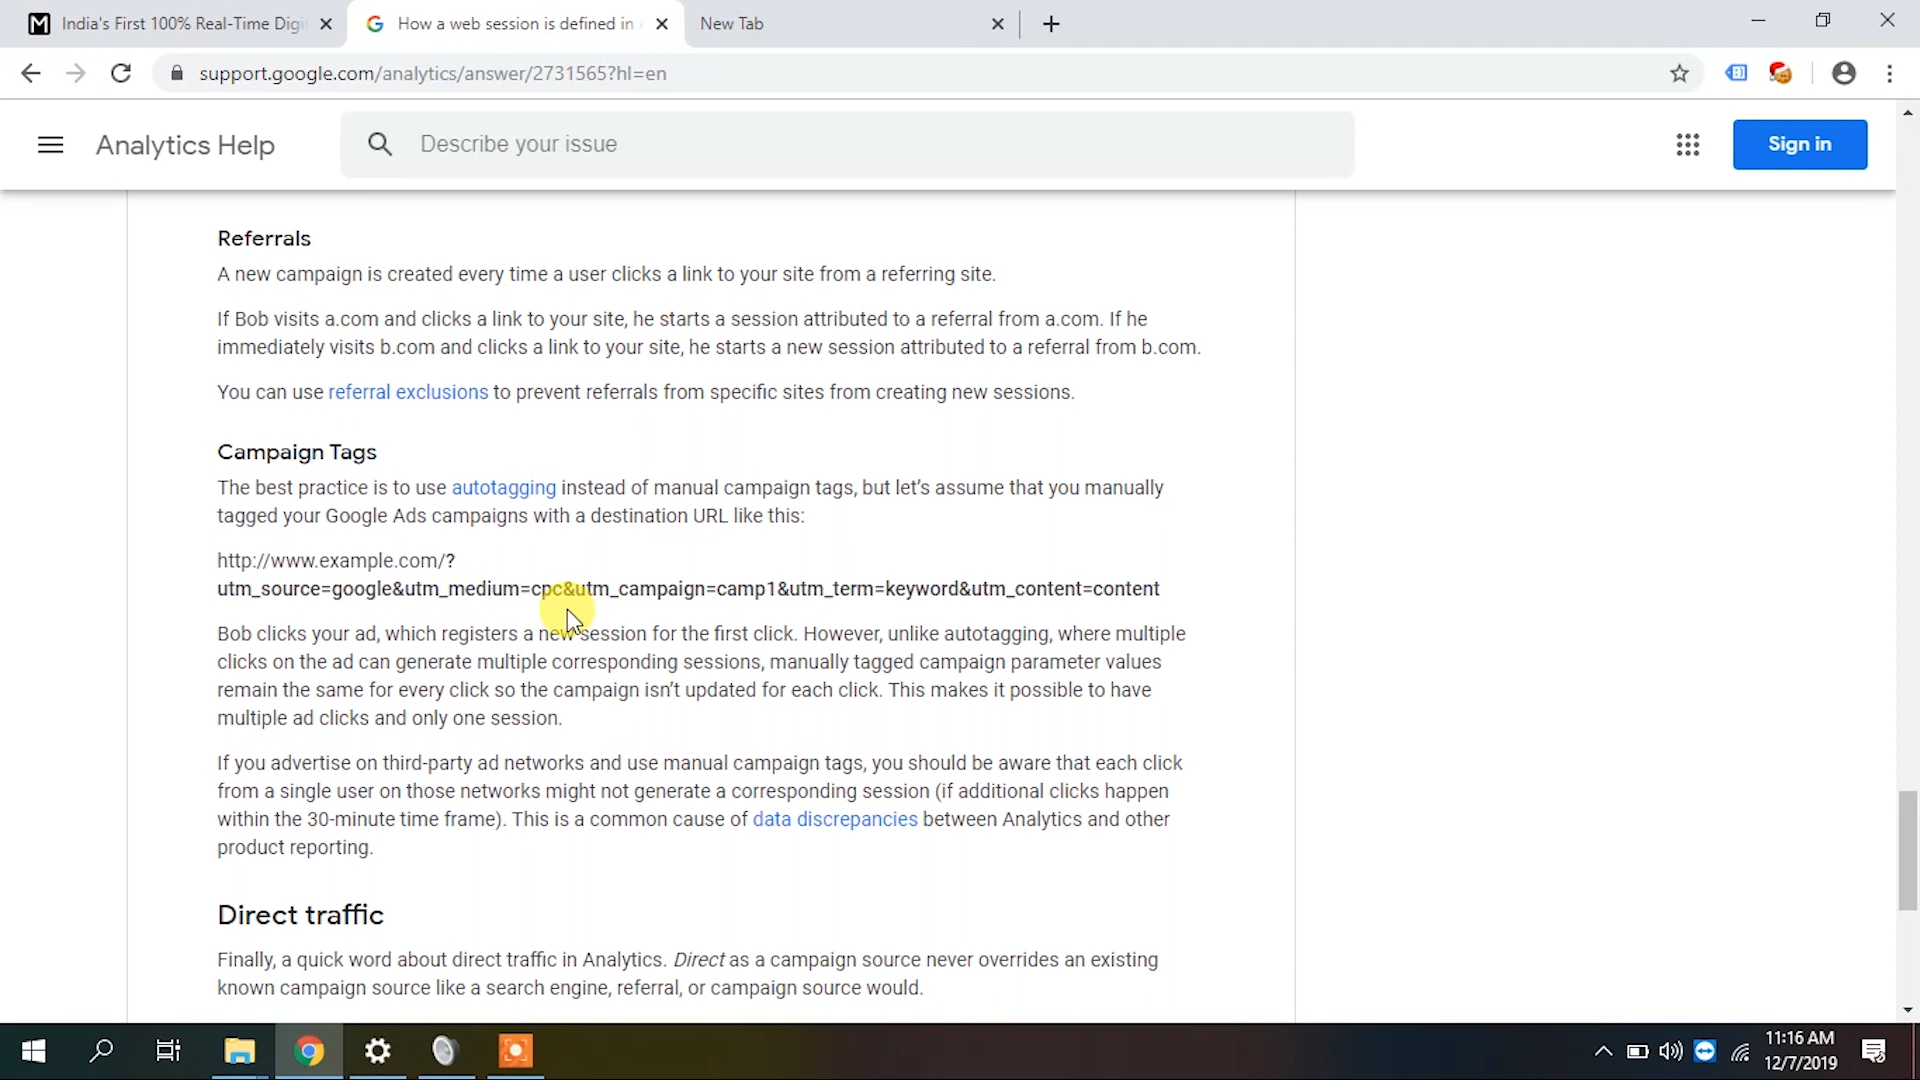 India's First 100% Real-Time Digi
How a web session is defined in
New Tab
support.google.com/analytics/answer/2731565?hl=en
Analytics Help
Describe your issue
Sign in
Referrals
A new campaign is created every time a user clicks a link to your site from a referring site.
If Bob visits a.com and clicks a link to your site, he starts a session attributed to a referral from a.com. If he
immediately visits b.com and clicks a link to your site, he starts a new session attributed to a referral from b.com.
You can use referral exclusions to prevent referrals from specific sites from creating new sessions.
Campaign Tags
The best practice is to use autotagging instead of manual campaign tags, but let's assume that you manually
tagged your Google Ads campaigns with a destination URL like this:
http://www.example.com/?
utm_source=google&utm_medium=cpc&utm_campaign=camp1&utm_term=keyword&utm_content=content
Bob clicks your ad, which registers a new session for the first click. However, unlike autotagging, where multiple
clicks on the ad can generate multiple corresponding sessions, manually tagged campaign parameter values
remain the same for every click so the campaign isn't updated for each click. This makes it possible to have
multiple ad clicks and only one session.
If you advertise on third-party ad networks and use manual campaign tags, you should be aware that each click
from a single user on those networks might not generate a corresponding session (if additional clicks happen
within the 30-minute time frame). This is a common cause of data discrepancies between Analytics and other
product reporting.
Direct traffic
Finally, a quick word about direct traffic in Analytics. Direct as a campaign source never overrides an existing
known campaign source like a search engine, referral, or campaign source would.
11:16 AM
12/7/2019